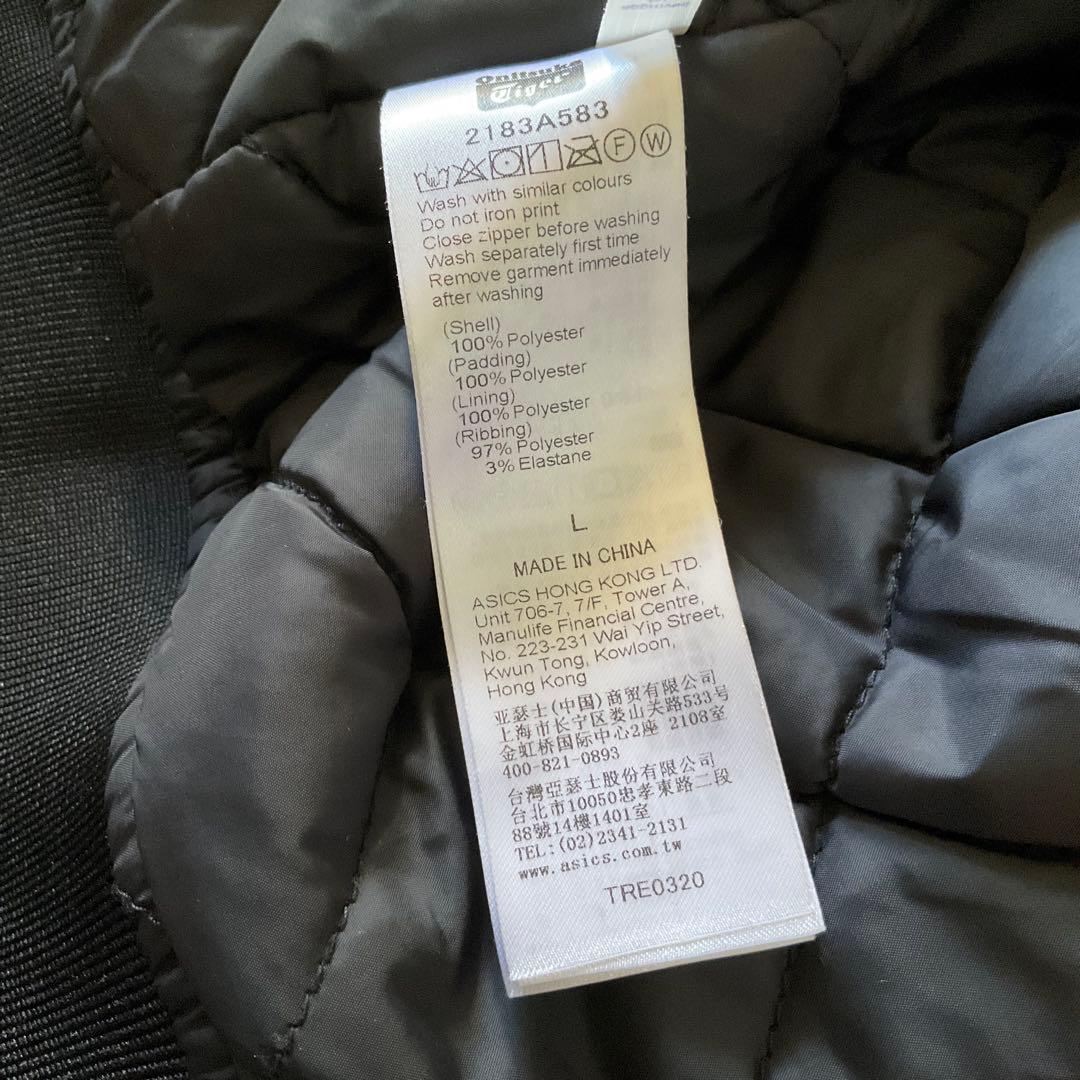 Onitsuka
Tiger
2183A583
F W
Wash with similar colours
Do not iron print
Close zipper before washing
Wash separately first time
Remove garment immediately
after washing
(Shell)
100% Polyester
(Padding)
100% Polyester
(Lining)
100% Polyester
(Ribbing)
97% Polyester
3% Elastane
L
MADE IN CHINA
ASICS HONG KONG LTD.
Unit 706-7, 7/F, Tower A,
Manulife Financial Centre,
No. 223-231 Wai Yip Street,
Kwun Tong, Kowloon,
Hong Kong
亚瑟士(中国)商贸有限公司
上海市长宁区娄山关路533号
金虹桥国际中心2座 2108室
400-821-0893
台灣亞瑟士股份有限公司
台北市10050忠孝東路二段
88號14樓1401室
TEL:(02)2341-2131
www.asics.com.tw
TRE0320